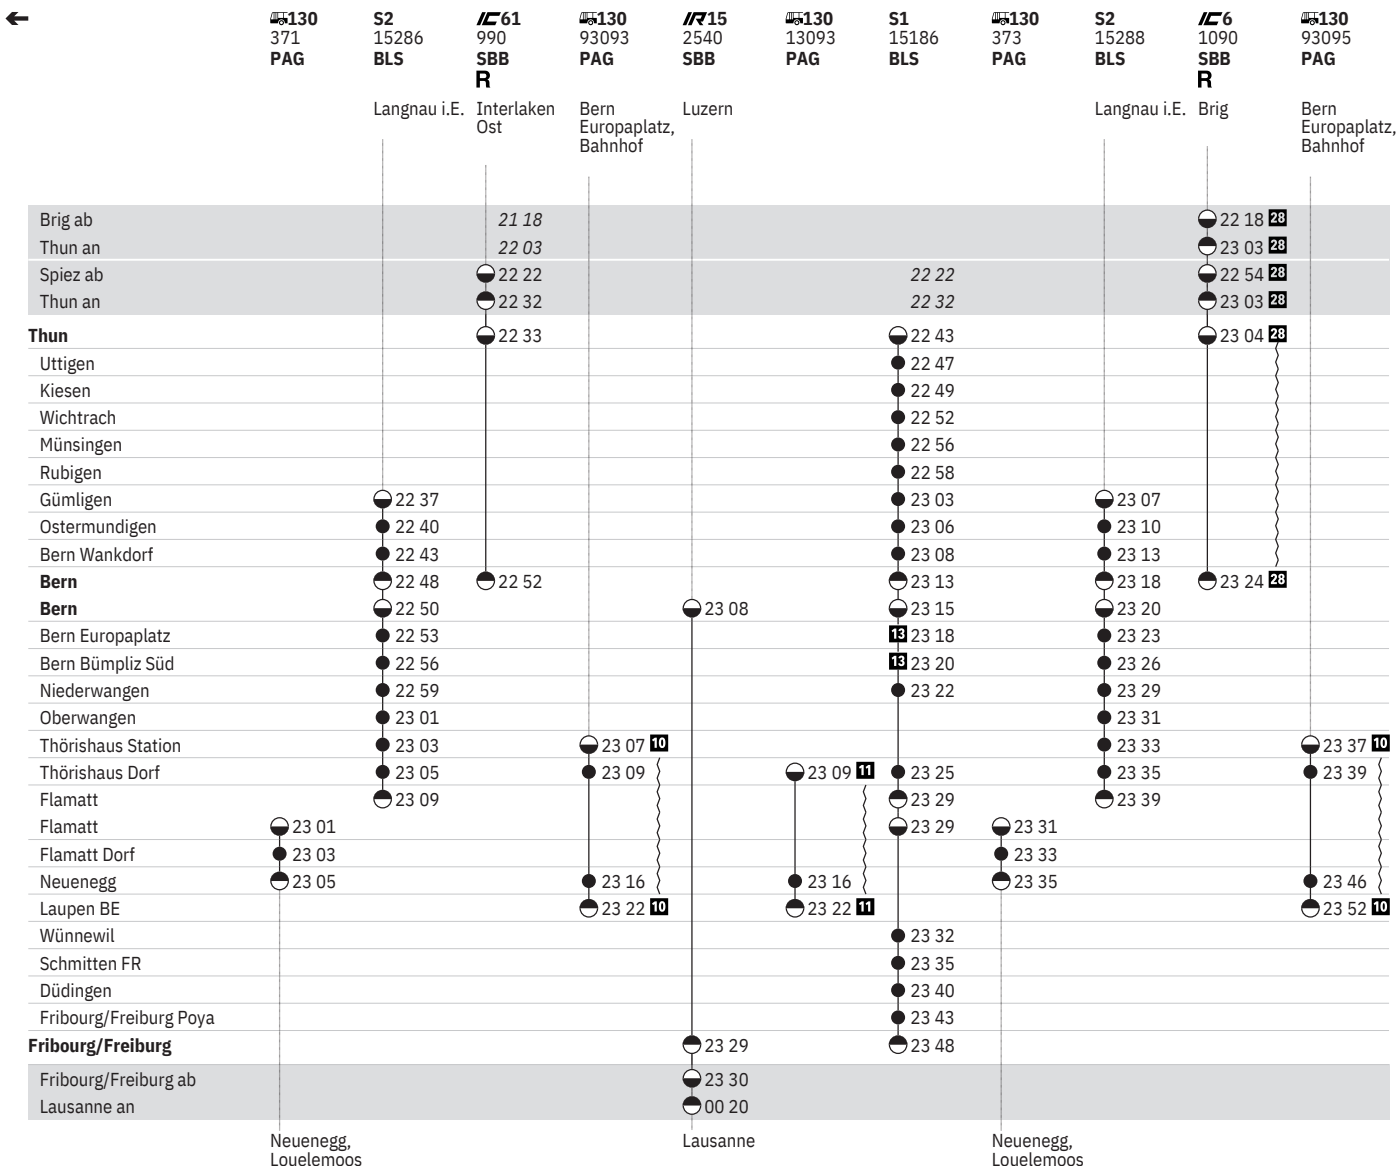 130 S2 IC61 130 IR15 130 S1 130 S2 IC6 130
371 15286 990 93093 2540 13093 15186 373 15288 1090 93095
PAG BLS SBB PAG SBB PAG BLS PAG BLS SBB PAG
R R
Langnau i.E. Interlaken Bern Luzern Langnau i.E. Brig Bern
Ost Europaplatz, Europaplatz,
Bahnhof Bahnhof
Brig ab 21 18 22 18 28
Thun an 22 03 23 03 28
Spiez ab 22 22 22 22 22 54 28
Thun an 22 32 22 32 23 03 28
Thun 22 33 22 43 23 04 28
Uttigen 22 47
Kiesen 22 49
Wichtrach 22 52
Münsingen 22 56
Rubigen 22 58
Gümligen 22 37 23 03 23 07
Ostermundigen 22 40 23 06 23 10
Bern Wankdorf 22 43 23 08 23 13
Bern 22 48 22 52 23 13 23 18 23 24 28
Bern 22 50 23 08 23 15 23 20
Bern Europaplatz 22 53 13 23 18 23 23
Bern Bümpliz Süd 22 56 13 23 20 23 26
Niederwangen 22 59 23 22 23 29
Oberwangen 23 01 23 31
Thörishaus Station 23 03 23 07 10 23 33 23 37 10
Thörishaus Dorf 23 05 23 09 23 09 11 23 25 23 35 23 39
Flamatt 23 09 23 29 23 39
Flamatt 23 01 23 29 23 31
Flamatt Dorf 23 03 23 33
Neuenegg 23 05 23 16 23 16 23 35 23 46
Laupen BE 23 22 10 23 22 11 23 52 10
Wünnewil 23 32
Schmitten FR 23 35
Düdingen 23 40
Fribourg/Freiburg Poya 23 43
Fribourg/Freiburg 23 29 23 48
Fribourg/Freiburg ab 23 30
Lausanne an 00 20
Neuenegg, Lausanne Neuenegg,
Louelemoos Louelemoos